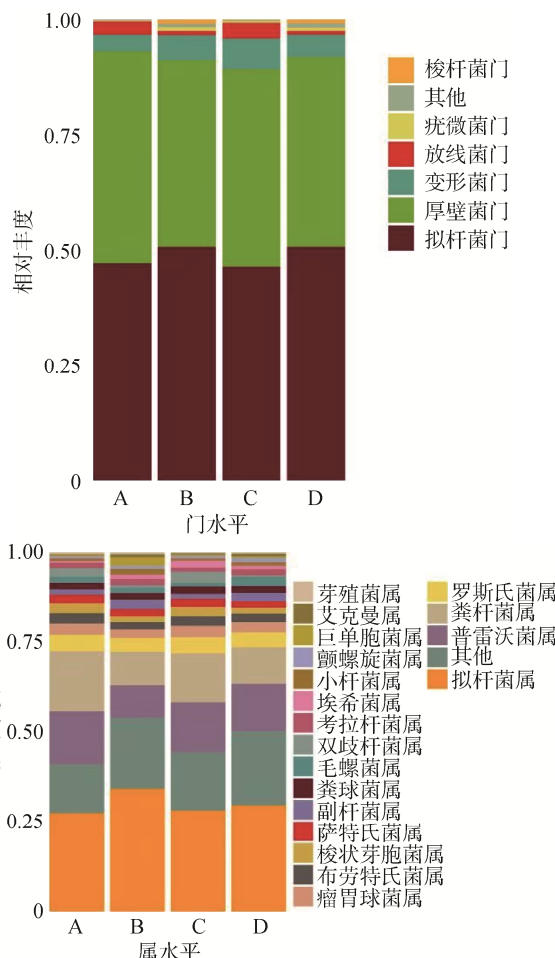 1.00
0.75
0.50
0.25
0
相对丰度
A B C D
门水平
梭杆菌门
其他
疣微菌门
放线菌门
变形菌门
厚壁菌门
拟杆菌门
1.00
0.75
0.50
0.25
0
A B C D
属水平
芽殖菌属
艾克曼属
巨单胞菌属
颤螺旋菌属
小杆菌属
埃希菌属
考拉杆菌属
双歧杆菌属
毛螺菌属
粪球菌属
副杆菌属
萨特氏菌属
梭状芽胞菌属
布劳特氏菌属
瘤胃球菌属
罗斯氏菌属
粪杆菌属
普雷沃菌属
其他
拟杆菌属